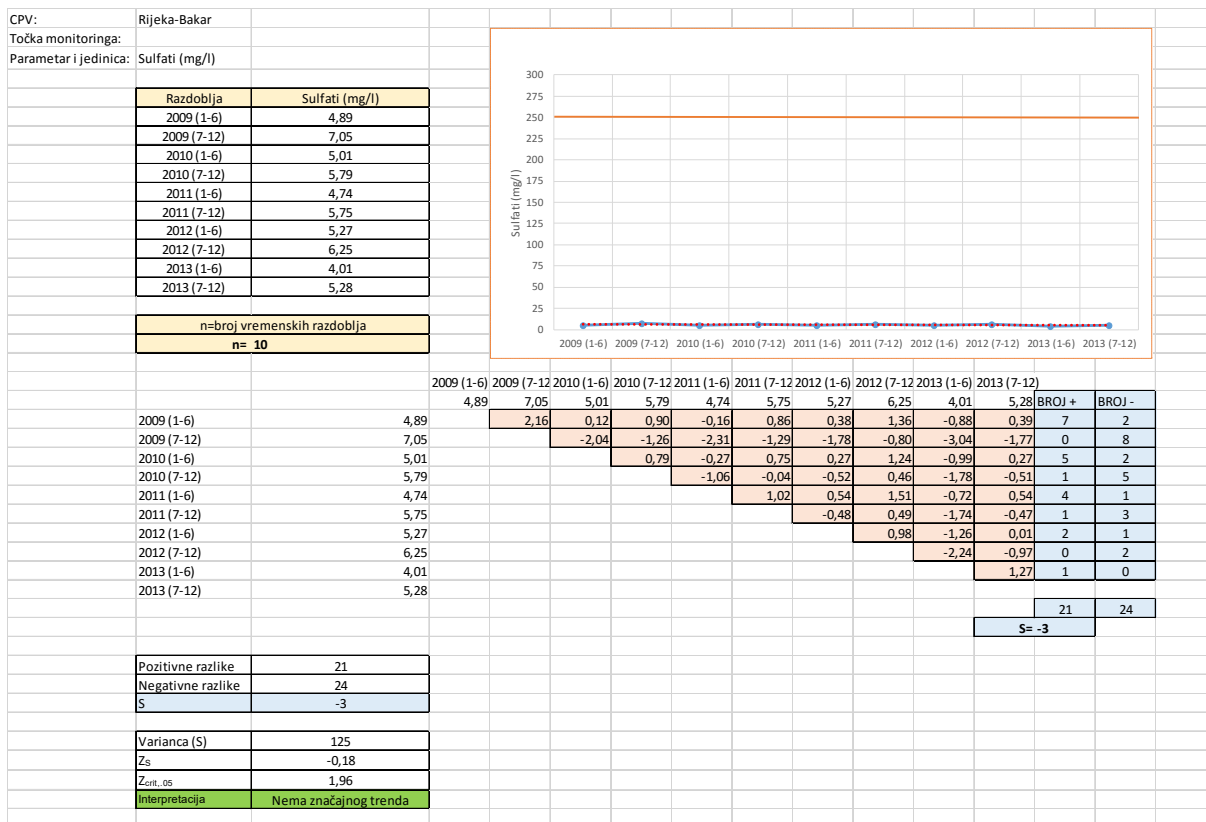 CPV: Rijeka-Bakar
Točka monitoringa:
Parametar i jedinica: Sulfati (mg/l)
Razdoblja Sulfati (mg/l)
2009 (1-6) 4,89
2009 (7-12) 7,05
2010 (1-6) 5,01
2010 (7-12) 5,79
2011 (1-6) 4,74
2011 (7-12) 5,75
2012 (1-6) 5,27
2012 (7-12) 6,25
2013 (1-6) 4,01
2013 (7-12) 5,28
n=broj vremenskih razdoblja
n= 10
Sulfati (mg/l)
300
275
250
225
200
175
150
125
100
75
50
25
0
2009 (1-6) 2009 (7-12) 2010 (1-6) 2010 (7-12) 2011 (1-6) 2011 (7-12) 2012 (1-6) 2012 (7-12) 2013 (1-6) 2013 (7-12)
2009 (1-6) 2009 (7-12 2010 (1-6) 2010 (7-12 2011 (1-6) 2011 (7-12 2012 (1-6) 2012 (7-12 2013 (1-6) 2013 (7-12)
4,89 7,05 5,01 5,79 4,74 5,75 5,27 6,25 4,01 5,28 BROJ + BROJ -
2009 (1-6) 4,89 2,16 0,12 0,90 -0,16 0,86 0,38 1,36 -0,88 0,39 7 2
2009 (7-12) 7,05 -2,04 -1,26 -2,31 -1,29 -1,78 -0,80 -3,04 -1,77 0 8
2010 (1-6) 5,01 0,79 -0,27 0,75 0,27 1,24 -0,99 0,27 5 2
2010 (7-12) 5,79 -1,06 -0,04 -0,52 0,46 -1,78 -0,51 1 5
2011 (1-6) 4,74 1,02 0,54 1,51 -0,72 0,54 4 1
2011 (7-12) 5,75 -0,48 0,49 -1,74 -0,47 1 3
2012 (1-6) 5,27 0,98 -1,26 0,01 2 1
2012 (7-12) 6,25 -2,24 -0,97 0 2
2013 (1-6) 4,01 1,27 1 0
2013 (7-12) 5,28
21 24
S= -3
Pozitivne razlike 21
Negativne razlike 24
S -3
Varianca (S) 125
Zs -0,18
Zcrit,.05 1,96
Interpretacija Nema značajnog trenda